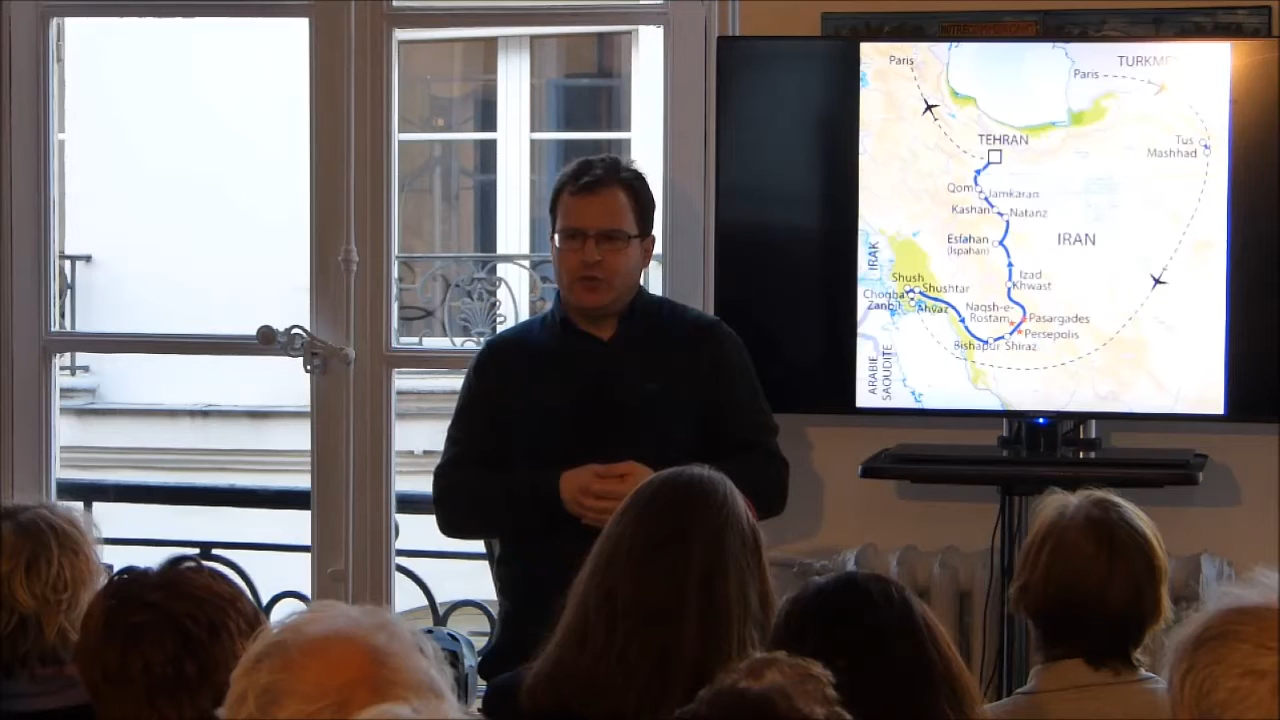 Paris
TURKME
Paris
TEHRAN
Tus
Mashhad
Qom
Jamkaran
Kashan
Natanz
Esfahan
(Ispahan)
IRAN
IRAK
Izad
Khwast
Shush
Shushtar
Chogha
Zanbil
Ahvaz
Naqsh-e-
Rostam
Pasargades
Persepolis
Bishapur
Shiraz
ARABIE
SAOUDITE